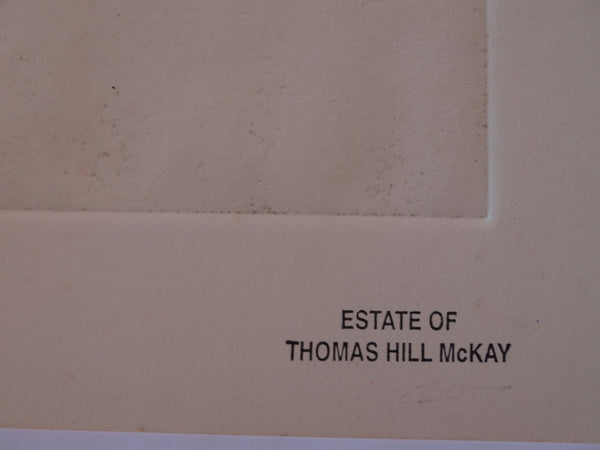 ESTATE OF
THOMAS HILL McKAY